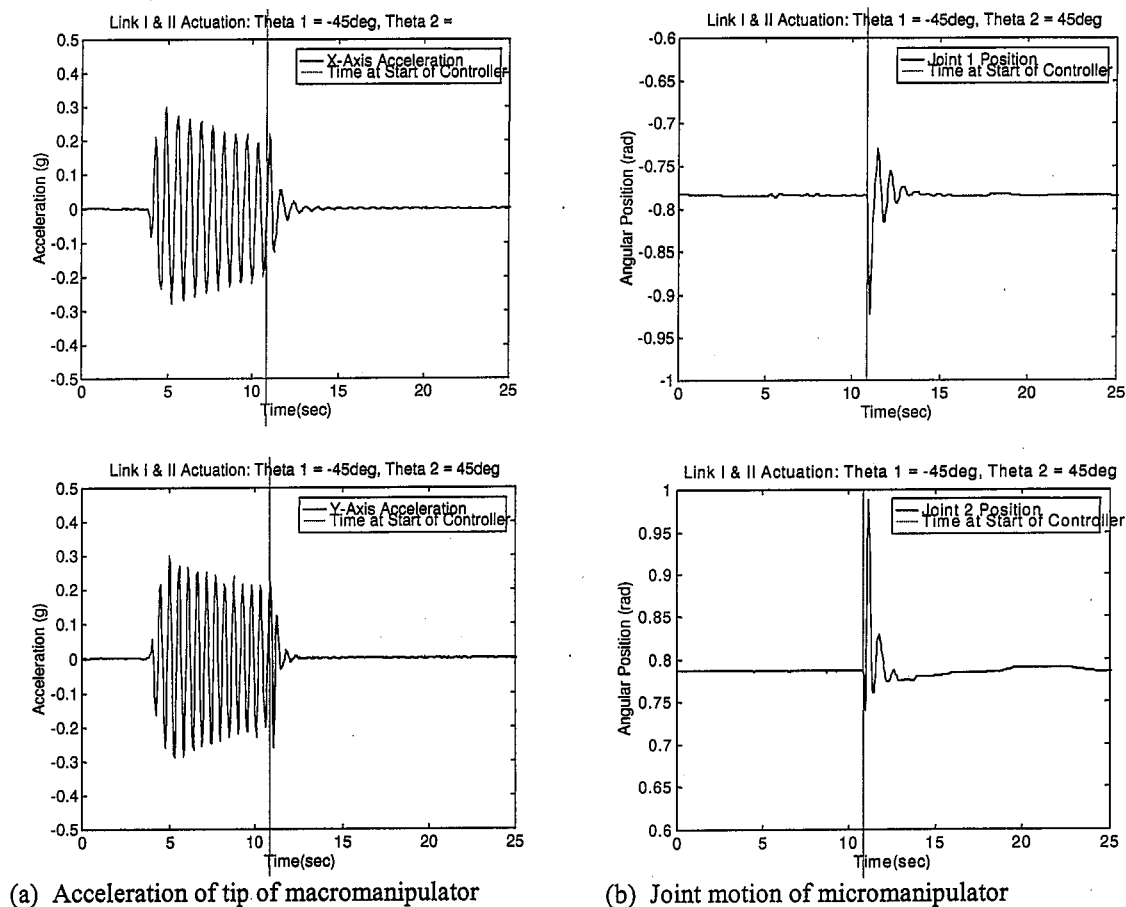 Link I & II Actuation: Theta 1 = -45deg, Theta 2 =
0.5
0.4
0.3
0.2
0.1
0
-0.1
-0.2
-0.3
-0.4
-0.5
Acceleration (g)
X-Axis Acceleration
Time at Start of Controller
0 5 10 15 20 25
Time(sec)
Link I & II Actuation: Theta 1 = -45deg, Theta 2 = 45deg
-0.6
-0.65
-0.7
-0.75
-0.8
-0.85
-0.9
-0.95
-1
Angular Position (rad)
Joint 1 Position
Time at Start of Controller
0 5 10 15 20 25
Time(sec)
Link I & II Actuation: Theta 1 = -45deg, Theta 2 = 45deg
0.5
0.4
0.3
0.2
0.1
0
-0.1
-0.2
-0.3
-0.4
-0.5
Acceleration (g)
Y-Axis Acceleration
Time at Start of Controller
0 5 10 15 20 25
Time(sec)
Link I & II Actuation: Theta 1 = -45deg, Theta 2 = 45deg
1
0.95
0.9
0.85
0.8
0.75
0.7
0.65
0.6
Angular Position (rad)
Joint 2 Position
Time at Start of Controller
0 5 10 15 20 25
Time(sec)
(a) Acceleration of tip of macromanipulator
(b) Joint motion of micromanipulator